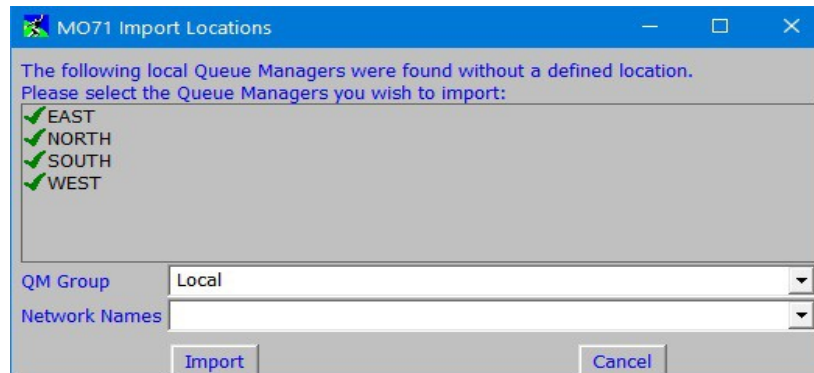 MO71 Import Locations
The following local Queue Managers were found without a defined location.
Please select the Queue Managers you wish to import:
EAST
NORTH
SOUTH
WEST
QM Group Local
Network Names
Import Cancel